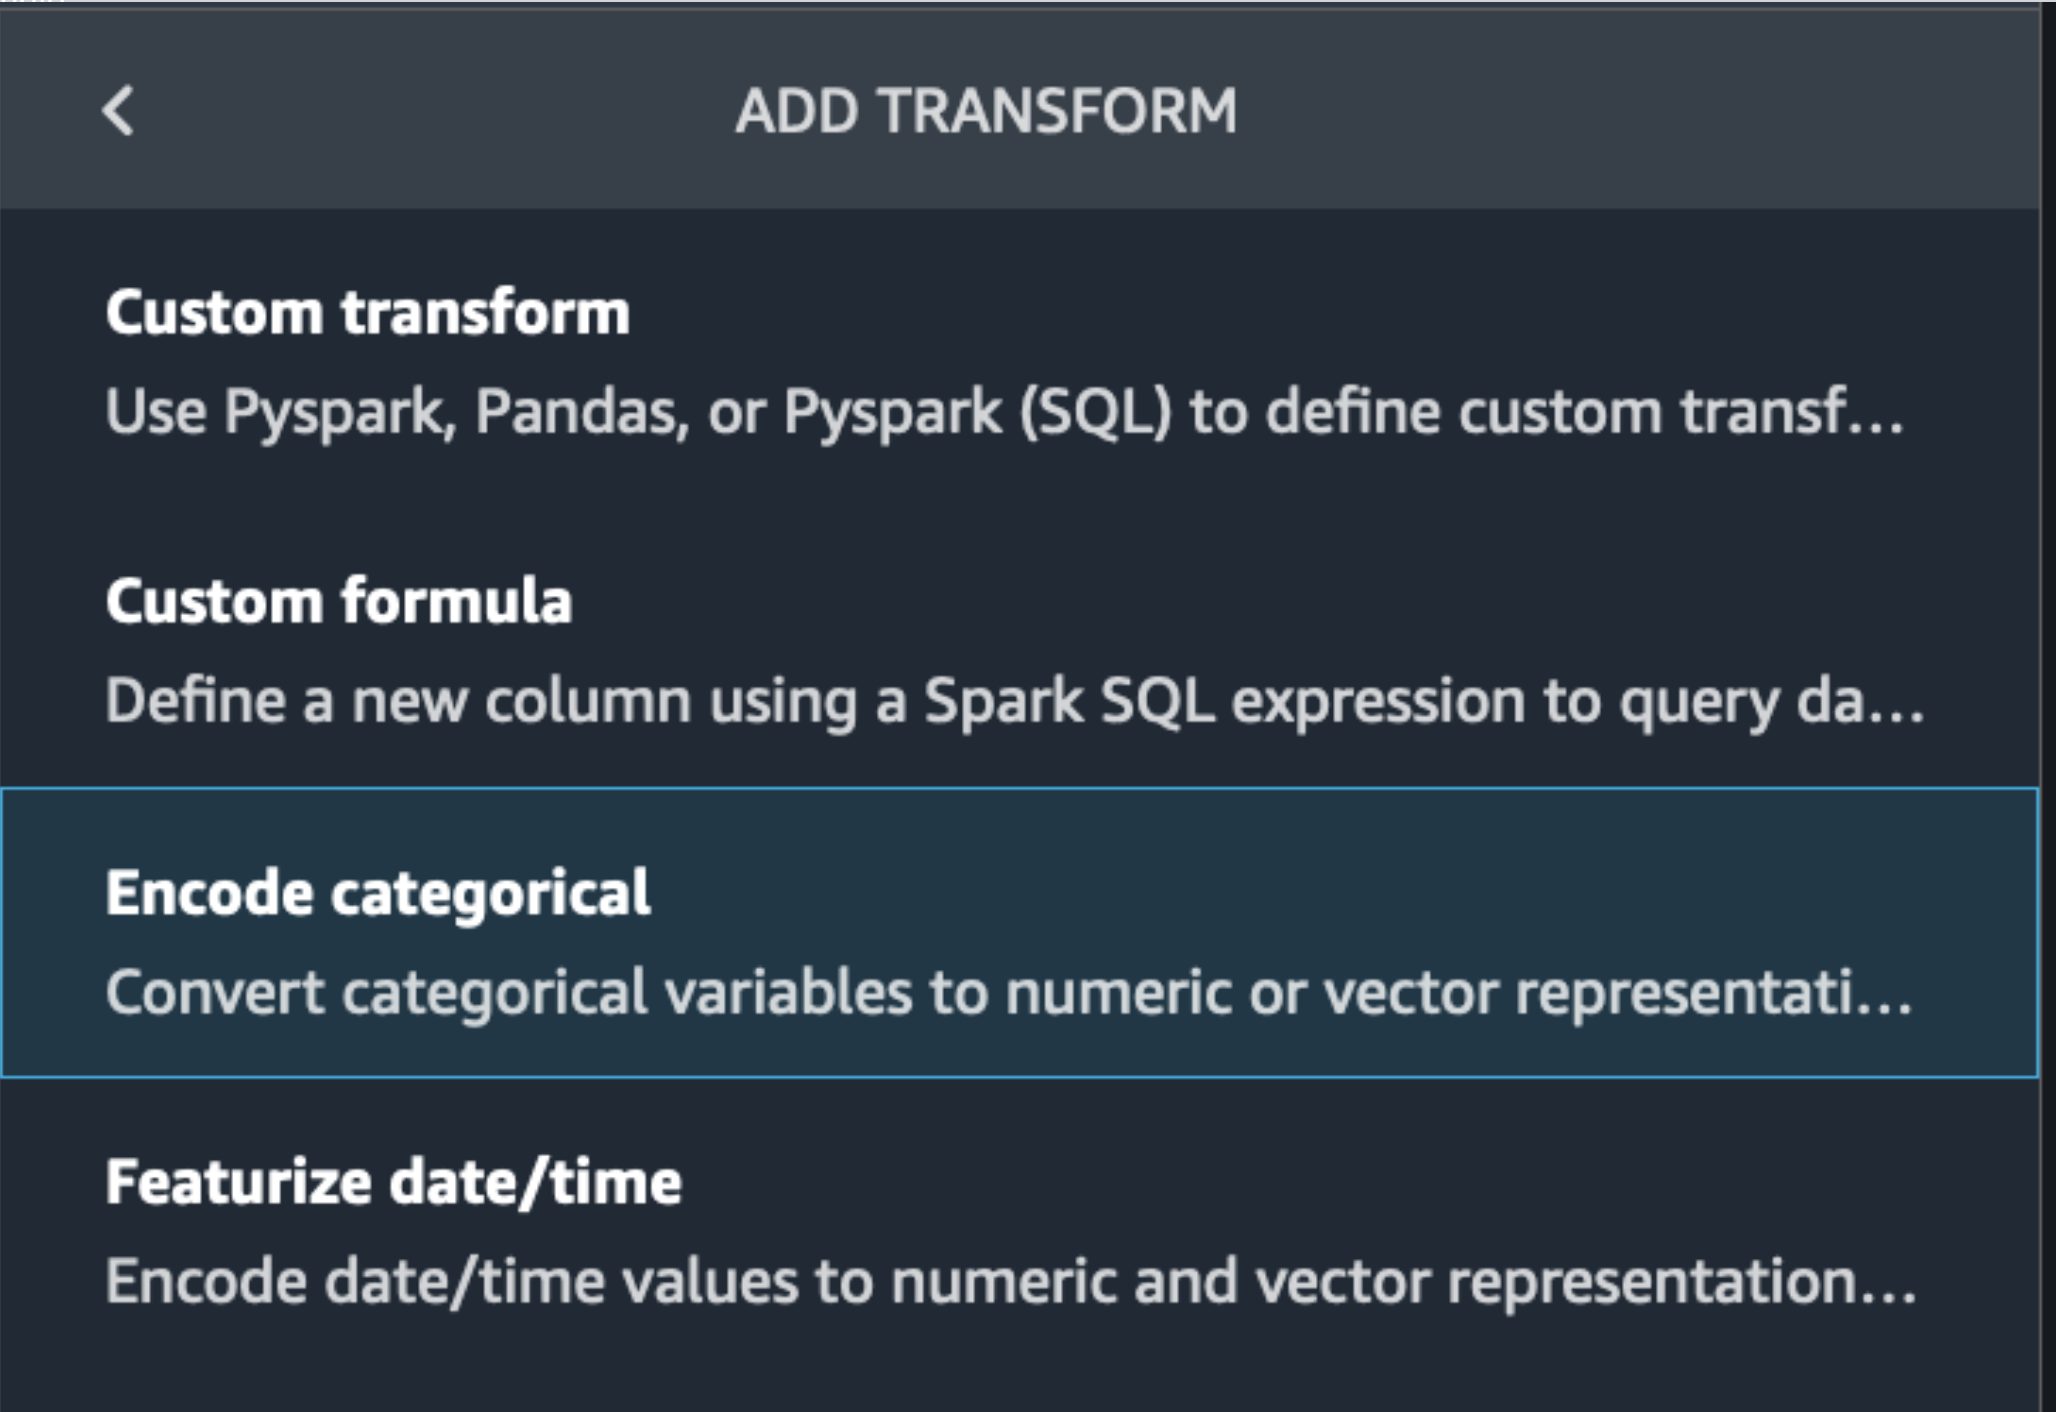 ADD TRANSFORM
Custom transform
Use Pyspark, Pandas, or Pyspark (SQL) to define custom transf...
Custom formula
Define a new column using a Spark SQL expression to query da...
Encode categorical
Convert categorical variables to numeric or vector representati...
Featurize date/time
Encode date/time values to numeric and vector representation...